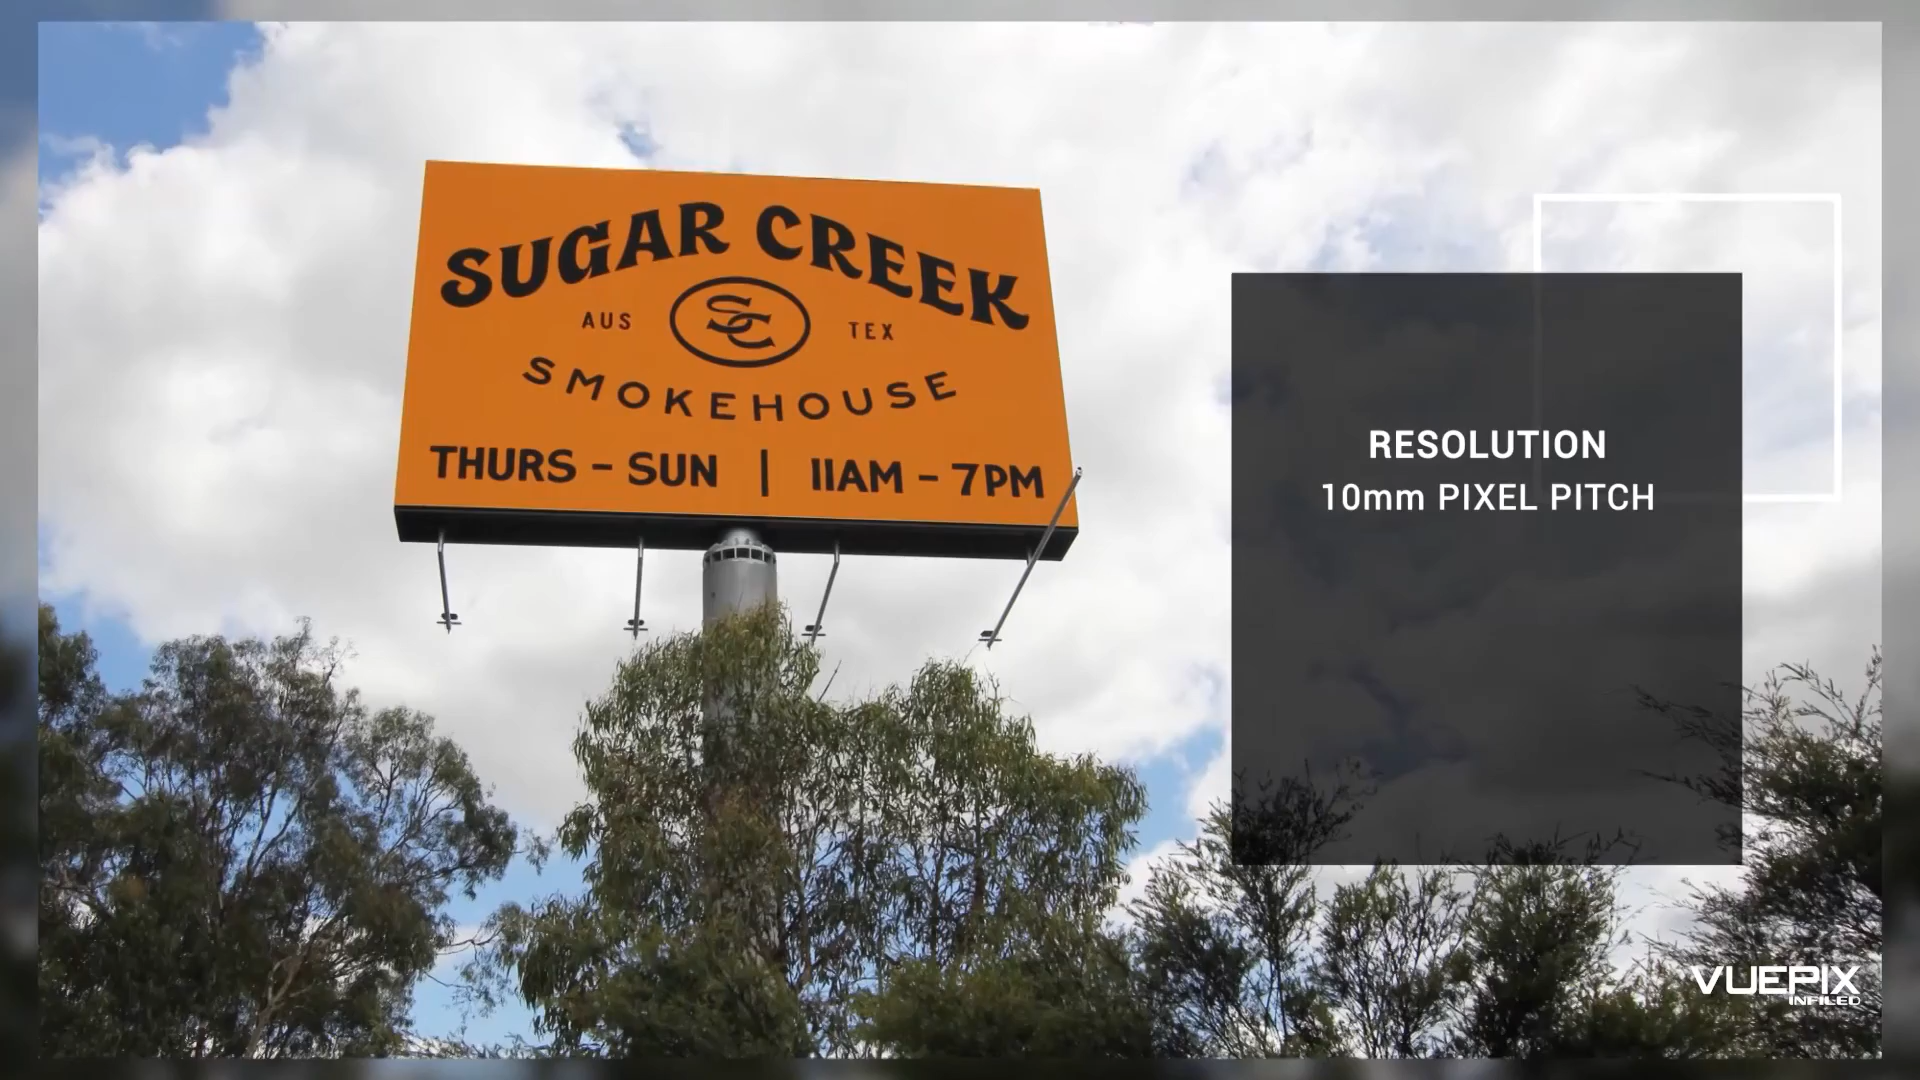 SUGAR CREEK
AUS SC TEX
SMOKEHOUSE
THURS - SUN | 11AM - 7PM
RESOLUTION
10mm PIXEL PITCH
VUEPIX
INFILED